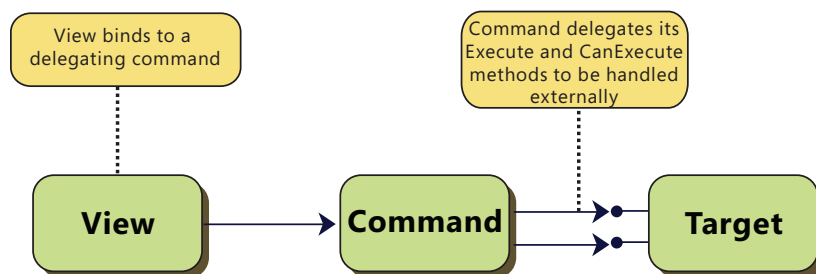 View binds to a
delegating command
Command delegates its
Execute and CanExecute
methods to be handled
externally
View
Command
Target